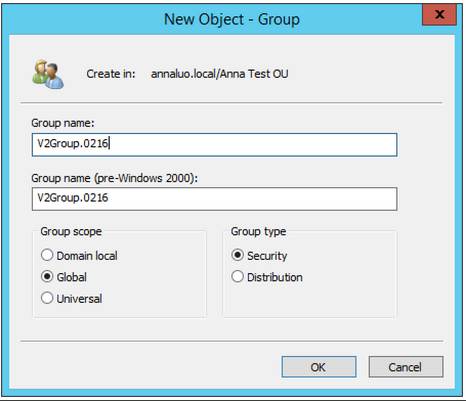 New Object - Group
x
Create in: annaluo.local/Anna Test OU
Group name:
V2Group.0216
Group name (pre-Windows 2000):
V2Group.0216
Group scope
Domain local
Global
Universal
Group type
Security
Distribution
OK
Cancel